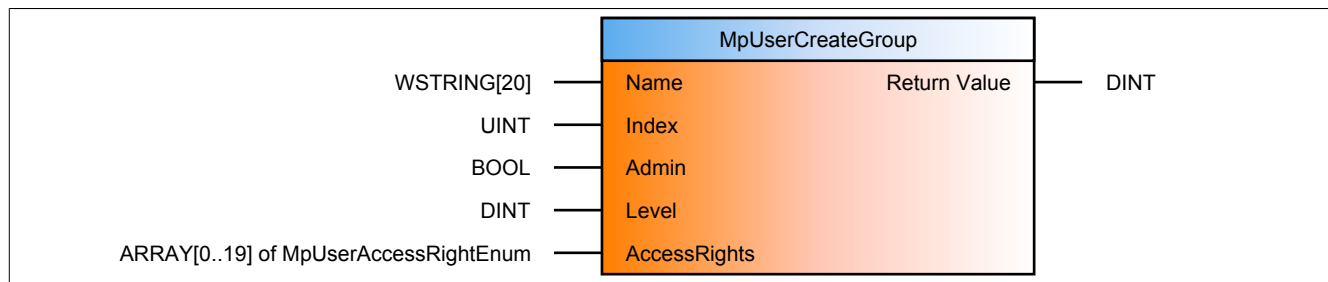 MpUserCreateGroup
WSTRING[20] Name Return Value DINT
UINT Index
BOOL Admin
DINT Level
ARRAY[0..19] of MpUserAccessRightEnum AccessRights